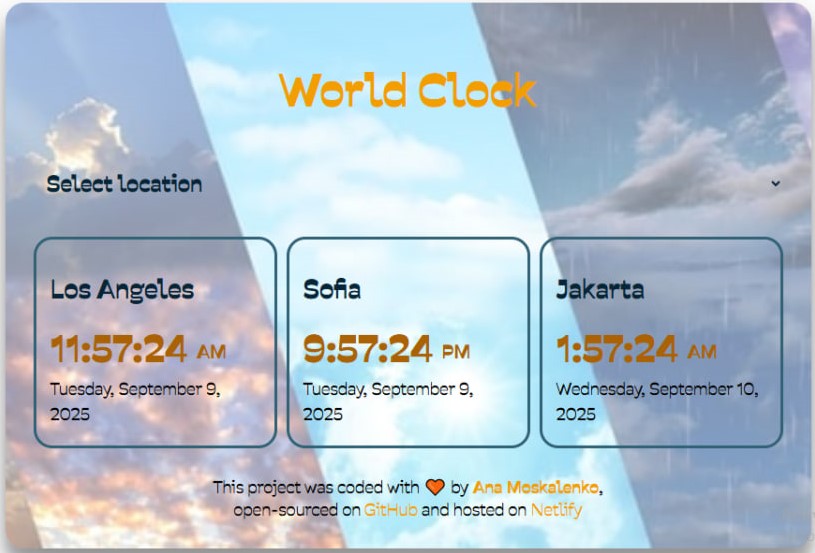 World Clock
Select location
Los Angeles
11:57:24 AM
Tuesday, September 9,
2025
Sofia
9:57:24 PM
Tuesday, September 9,
2025
Jakarta
1:57:24 AM
Wednesday, September 10,
2025
This project was coded with 🧡 by Ana Moskalenko,
open-sourced on GitHub and hosted on Netlify